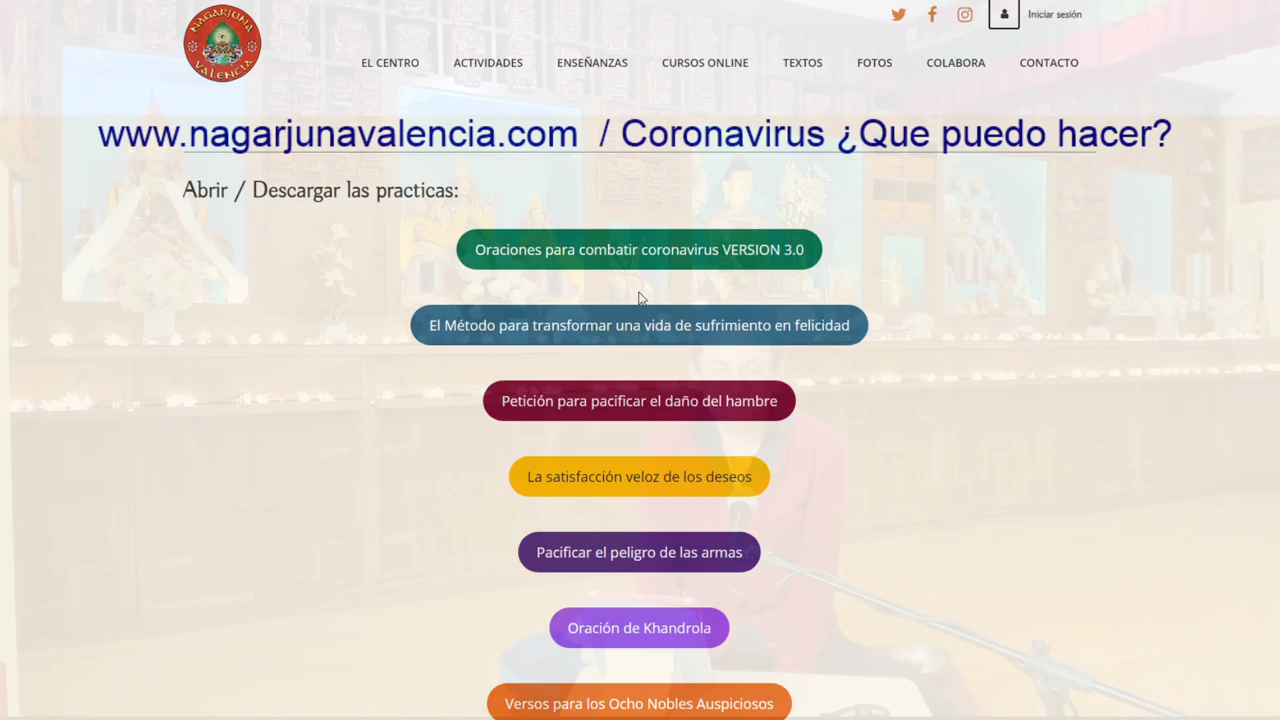 NAGARJUNA
VALENCIA
Iniciar sesión
EL CENTRO ACTIVIDADES ENSEÑANZAS CURSOS ONLINE TEXTOS FOTOS COLABORA CONTACTO
www.nagarjunavalencia.com / Coronavirus ¿Que puedo hacer?
Abrir / Descargar las practicas:
Oraciones para combatir coronavirus VERSION 3.0
El Método para transformar una vida de sufrimiento en felicidad
Petición para pacificar el daño del hambre
La satisfacción veloz de los deseos
Pacificar el peligro de las armas
Oración de Khandrola
Versos para los Ocho Nobles Auspiciosos